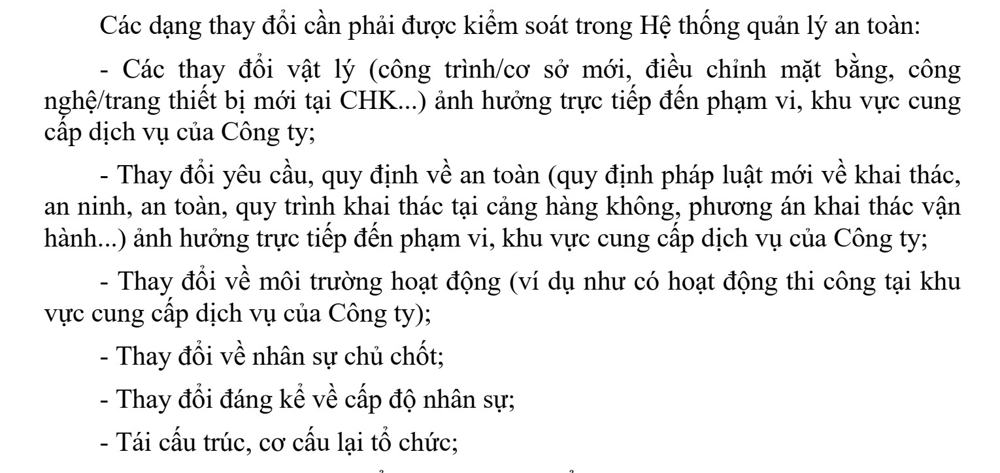 Các dạng thay đổi cần phải được kiểm soát trong Hệ thống quản lý an toàn:
- Các thay đổi vật lý (công trình/cơ sở mới, điều chỉnh mặt bằng, công
nghệ/trang thiết bị mới tại CHK...) ảnh hưởng trực tiếp đến phạm vi, khu vực cung
cấp dịch vụ của Công ty;
- Thay đổi yêu cầu, quy định về an toàn (quy định pháp luật mới về khai thác,
an ninh, an toàn, quy trình khai thác tại cảng hàng không, phương án khai thác vận
hành...) ảnh hưởng trực tiếp đến phạm vi, khu vực cung cấp dịch vụ của Công ty;
- Thay đổi về môi trường hoạt động (ví dụ như có hoạt động thi công tại khu
vực cung cấp dịch vụ của Công ty);
- Thay đổi về nhân sự chủ chốt;
- Thay đổi đáng kể về cấp độ nhân sự;
- Tái cấu trúc, cơ cấu lại tổ chức;